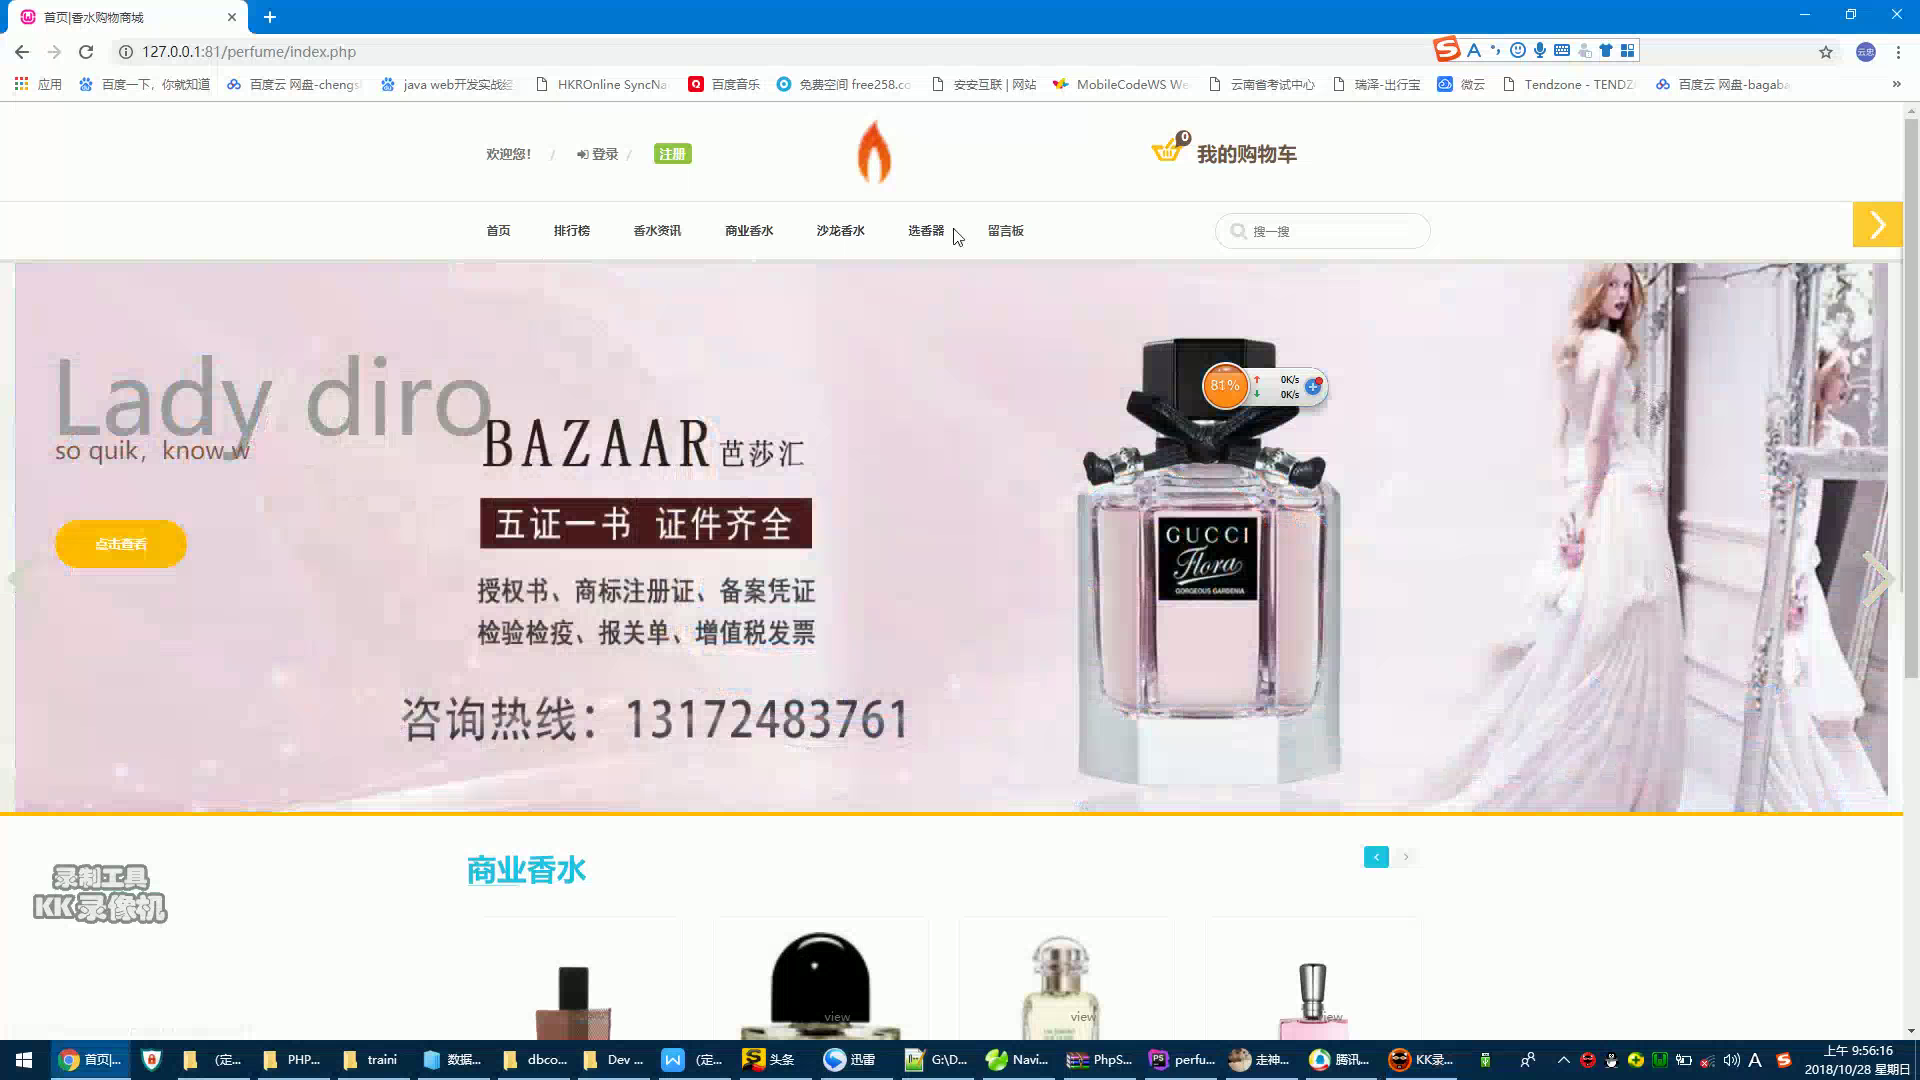 首页|香水购物商城
127.0.0.1:81/perfume/index.php
应用 百度一下，你就知道 百度云 网盘-chengs java web开发实战经 HKROnline SyncNa 百度音乐 免费空间 free258.co 安安互联 | 网站 MobileCodeWS We 云南省考试中心 瑞泽-出行宝 微云 Tendzone - TENDZ 百度云 网盘-bagaba
欢迎您! / 登录 / 注册
0
我的购物车
首页 排行榜 香水资讯 商业香水 沙龙香水 选香器 留言板 搜一搜
Lady diro
so quik，know w
点击查看
BAZAAR 芭莎汇
五证一书 证件齐全
授权书、商标注册证、备案凭证
检验检疫、报关单、增值税发票
咨询热线：13172483761
81%
0K/s
0K/s
GUCCI
Flora
GORGEOUS GARDENIA
商业香水
录制工具
KK录像机
view view view
首页|... (定... PHP... traini 数据... dbco... Dev ... (定... 头条 迅雷 G:\D... Navi... PhpS... perfu... 走神... 腾讯... KK录...
上午 9:56:16
2018/10/28 星期日